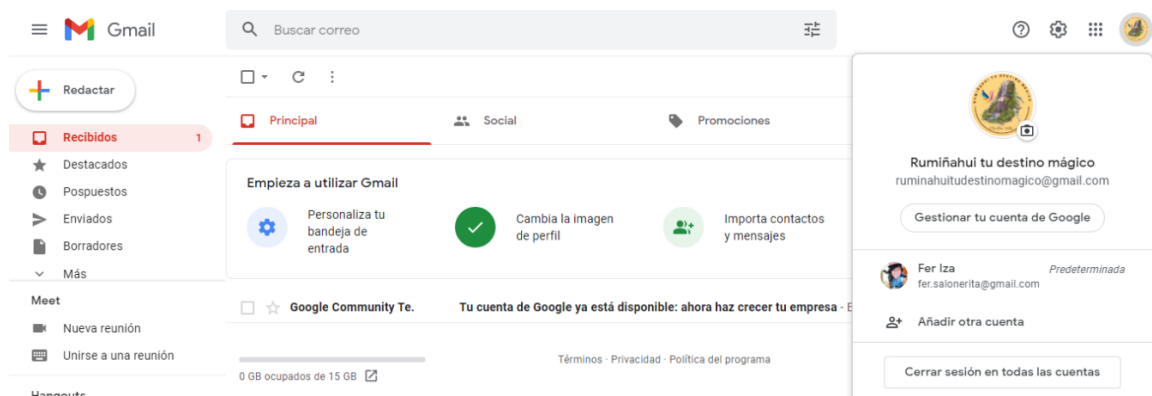 Gmail
Buscar correo
Redactar
Recibidos 1
Destacados
Pospuestos
Enviados
Borradores
Más
Meet
Nueva reunión
Unirse a una reunión
Hangouts
Principal
Social
Promociones
Empieza a utilizar Gmail
Personaliza tu
bandeja de
entrada
Cambia la imagen
de perfil
Importa contactos
y mensajes
Google Community Te. Tu cuenta de Google ya está disponible: ahora haz crecer tu empresa - E
Términos · Privacidad · Política del programa
0 GB ocupados de 15 GB
Rumiñahui tu destino mágico
ruminahuitudestinomagico@gmail.com
Gestionar tu cuenta de Google
Fer Iza Predeterminada
fer.salonerita@gmail.com
Añadir otra cuenta
Cerrar sesión en todas las cuentas